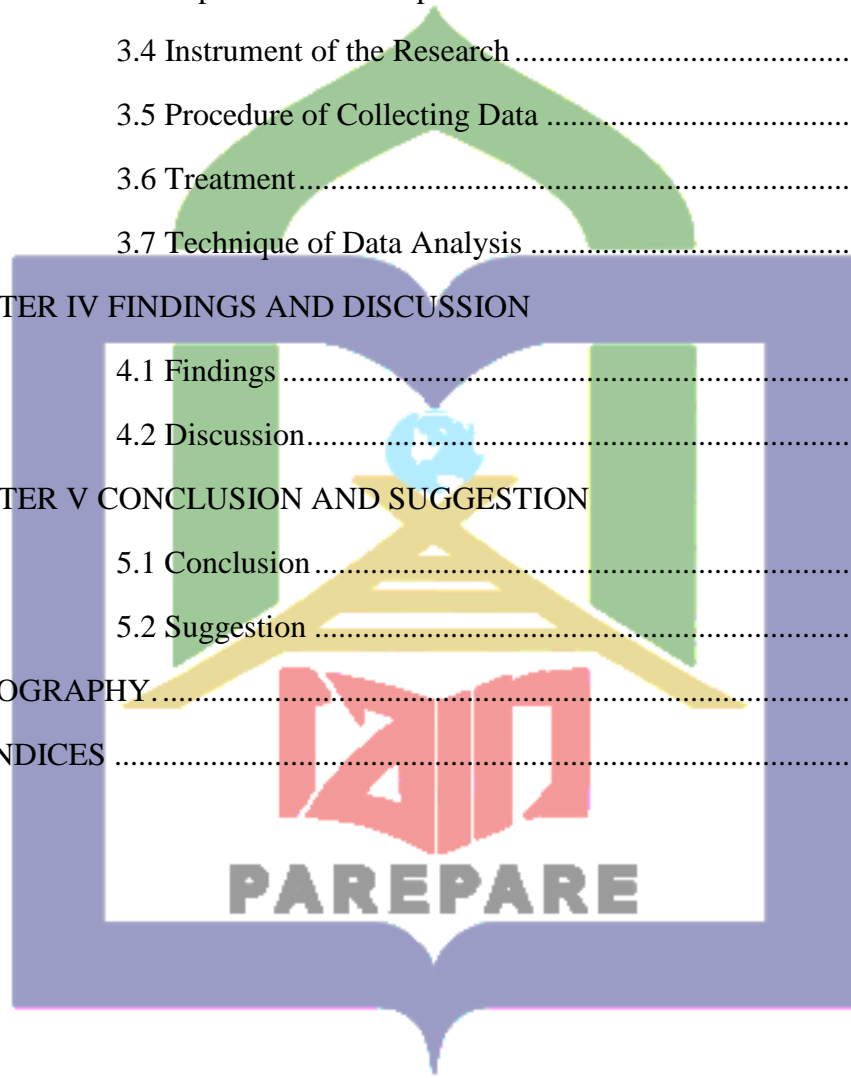 3.4 Instrument of the Research ................................................
3.5 Procedure of Collecting Data ................................................
3.6 Treatment ................................................
3.7 Technique of Data Analysis ................................................
TER IV FINDINGS AND DISCUSSION
4.1 Findings ................................................
4.2 Discussion ................................................
TER V CONCLUSION AND SUGGESTION
5.1 Conclusion ................................................
5.2 Suggestion ................................................
OGRAPHY ................................................
NDICES ................................................
PAREPARE